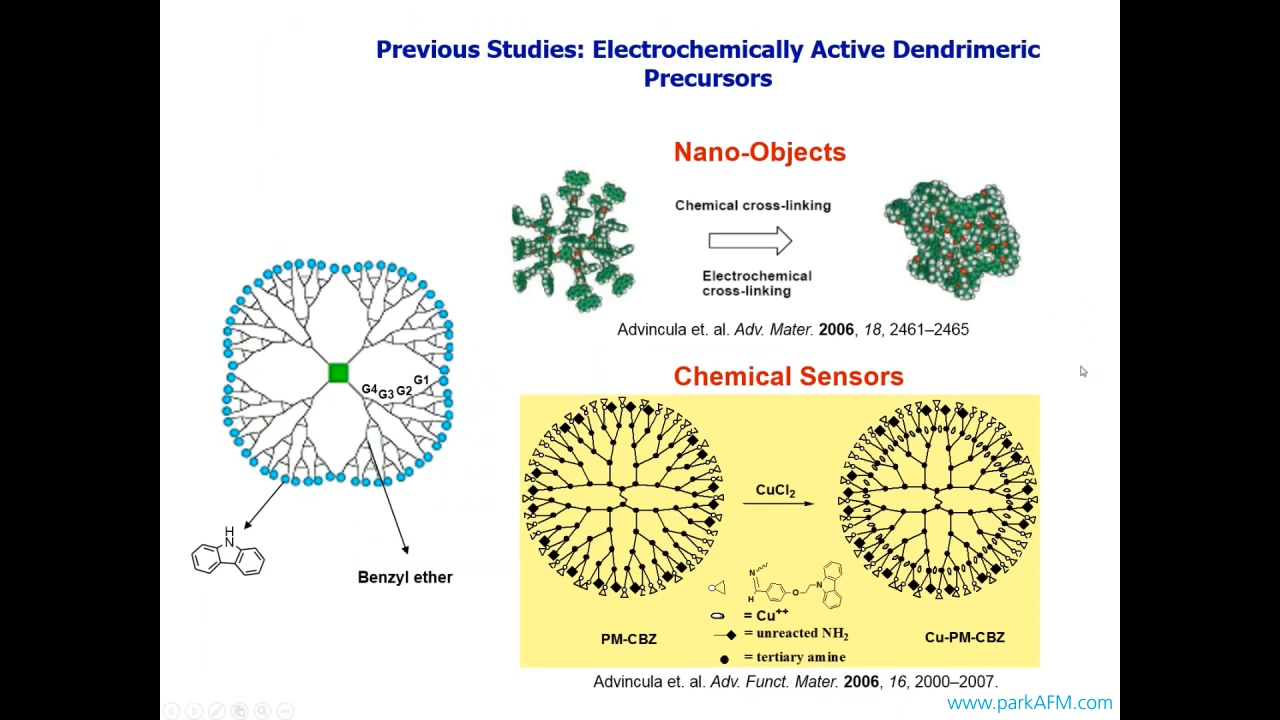 Previous Studies: Electrochemically Active Dendrimeric
Precursors
Nano-Objects
Chemical cross-linking
Electrochemical
cross-linking
Advincula et. al. Adv. Mater. 2006, 18, 2461–2465
G4 G3 G2 G1
H
N
Benzyl ether
Chemical Sensors
CuCl2
N
H
O
N
= Cu++
= unreacted NH2
= tertiary amine
PM-CBZ
Cu-PM-CBZ
Advincula et. al. Adv. Funct. Mater. 2006, 16, 2000–2007.
www.parkAFM.com